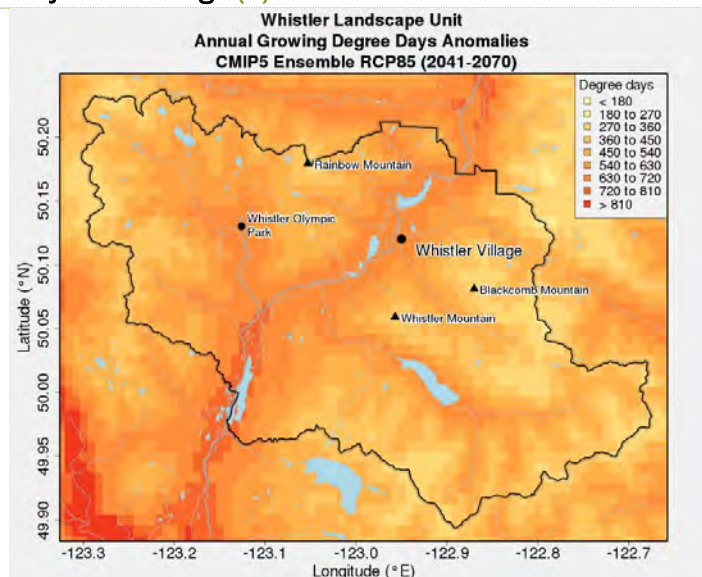 Whistler Landscape Unit
Annual Growing Degree Days Anomalies
CMIP5 Ensemble RCP85 (2041-2070)
Degree days
< 180
180 to 270
270 to 360
360 to 450
450 to 540
540 to 630
630 to 720
720 to 810
> 810
Latitude (°N)
50.20
50.15
50.10
50.05
50.00
49.95
49.90
Rainbow Mountain
Whistler Olympic
Park
Whistler Village
Blackcomb Mountain
Whistler Mountain
-123.3 -123.2 -123.1 -123.0 -122.9 -122.8 -122.7
Longitude (°E)